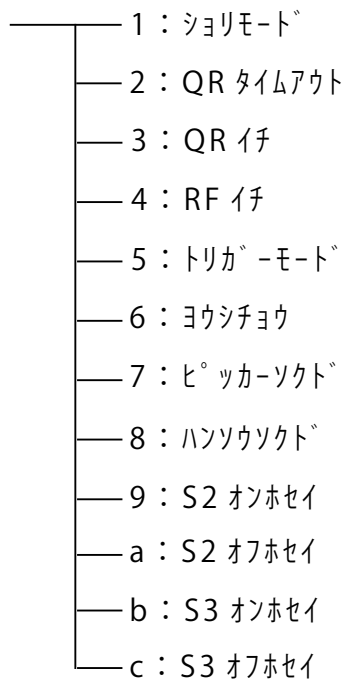 1：ｼｮﾘﾓｰﾄﾞ
2：QR ﾀｲﾑｱｳﾄ
3：QR ｲﾁ
4：RF ｲﾁ
5：ﾄﾘｶﾞｰﾓｰﾄﾞ
6：ﾖｳｼﾁｮｳ
7：ﾋﾟｯｶｰｿｸﾄﾞ
8：ﾊﾝｿｳｿｸﾄﾞ
9：S2 ｵﾝﾎｾｲ
a：S2 ｵﾌﾎｾｲ
b：S3 ｵﾝﾎｾｲ
c：S3 ｵﾌﾎｾｲ